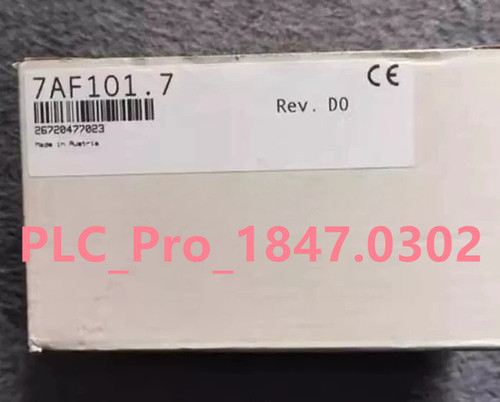 7AF101.7
CE
Rev. D0
26720477023
Made in Austria
PLC_Pro_1847.0302